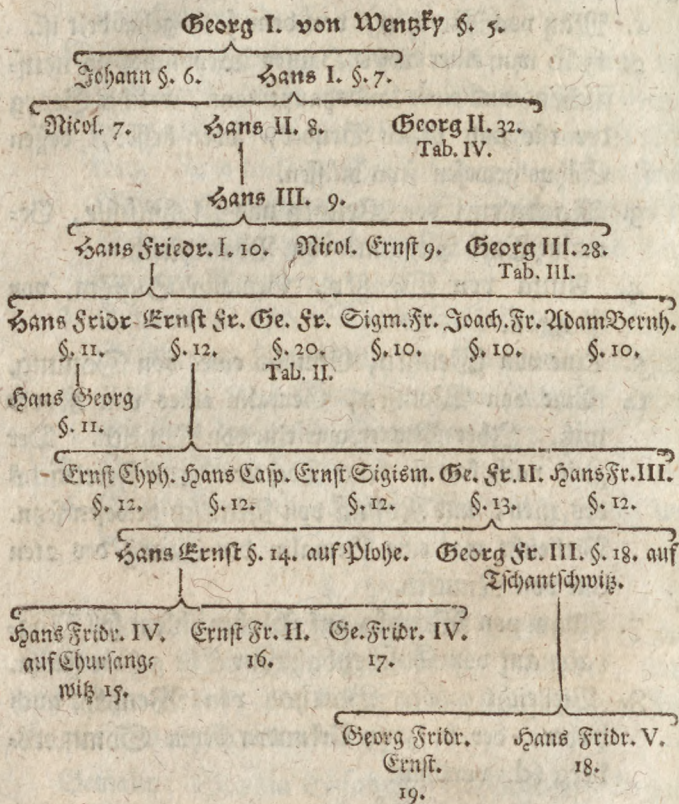 Georg I. von Wentzky §. 5.
Johann §. 6. Hans I. §. 7.
Nicol. 7. Hans II. 8. Georg II. 32.
Tab. IV.
Hans III. 9.
Hans Friedr. I. 10. Nicol. Ernst 9. Georg III. 28.
Tab. III.
Hans Fridr. Ernst Fr. Ge. Fr. Sigm. Fr. Joach. Fr. Adam Bernh.
§. 11. §. 12. §. 20. §. 10. §. 10. §. 10.
Tab. II.
Hans Georg
§. 11.
Ernst Chph. Hans Casp. Ernst Sigism. Ge. Fr. II. Hans Fr. III.
§. 12. §. 12. §. 12. §. 13. §. 12.
Hans Ernst §. 14. auf Plohe. Georg Fr. III. §. 18. auf
Tschantschwitz.
Hans Fridr. IV. Ernst Fr. II. Ge. Fridr. IV.
auf Chursang- 16. 17.
witz 15.
Georg Fridr. Hans Fridr. V.
Ernst. 18.
19.